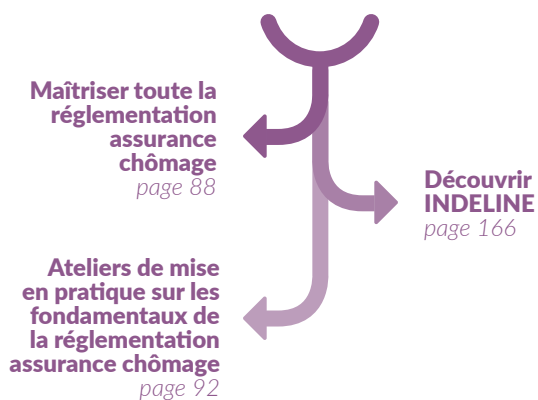 Maîtriser toute la
réglementation
assurance
chômage
page 88
Découvrir
INDELINE
page 166
Ateliers de mise
en pratique sur les
fondamentaux de
la réglementation
assurance chômage
page 92